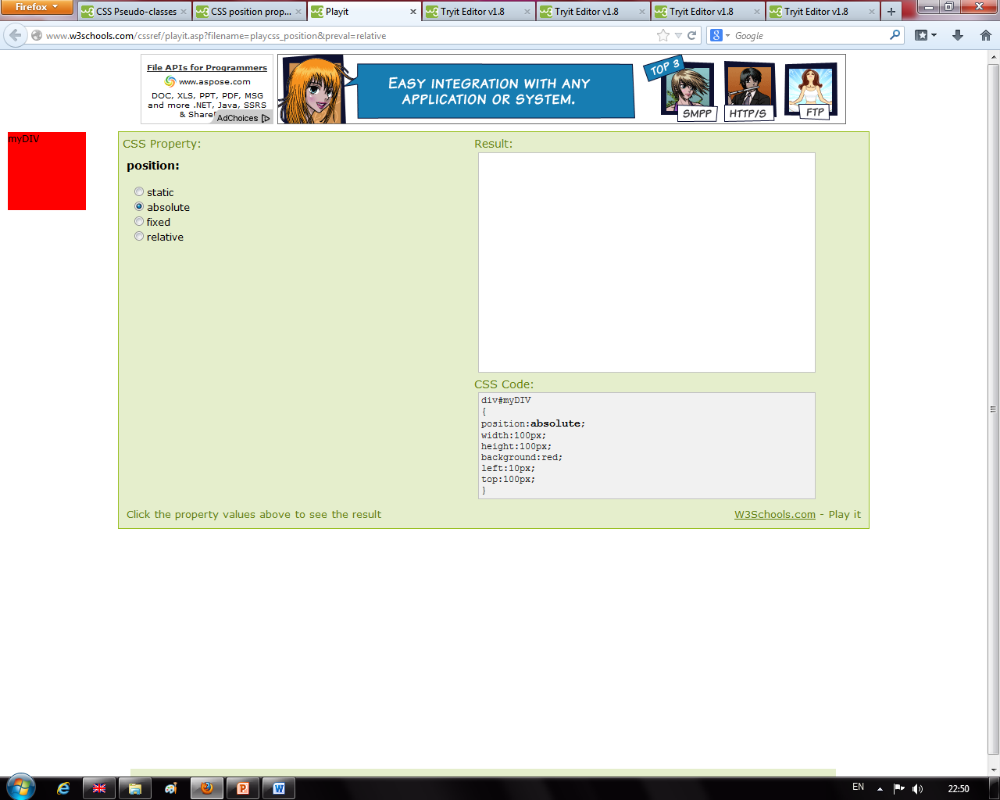 Firefox
CSS Pseudo-classes
CSS position prop...
Playit
Tryit Editor v1.8
Tryit Editor v1.8
Tryit Editor v1.8
Tryit Editor v1.8
www.w3schools.com/cssref/playit.asp?filename=playcss_position&preval=relative
Google
File APIs for Programmers
www.aspose.com
DOC, XLS, PPT, PDF, MSG
and more .NET, Java, SSRS
& Share
AdChoices
EASY INTEGRATION WITH ANY
APPLICATION OR SYSTEM.
TOP 3
SMPP
HTTP/S
FTP
myDIV
CSS Property:
position:
static
absolute
fixed
relative
Result:
CSS Code:
div#myDIV
{
position:absolute;
width:100px;
height:100px;
background:red;
left:10px;
top:100px;
}
Click the property values above to see the result
W3Schools.com - Play it
EN
22:50